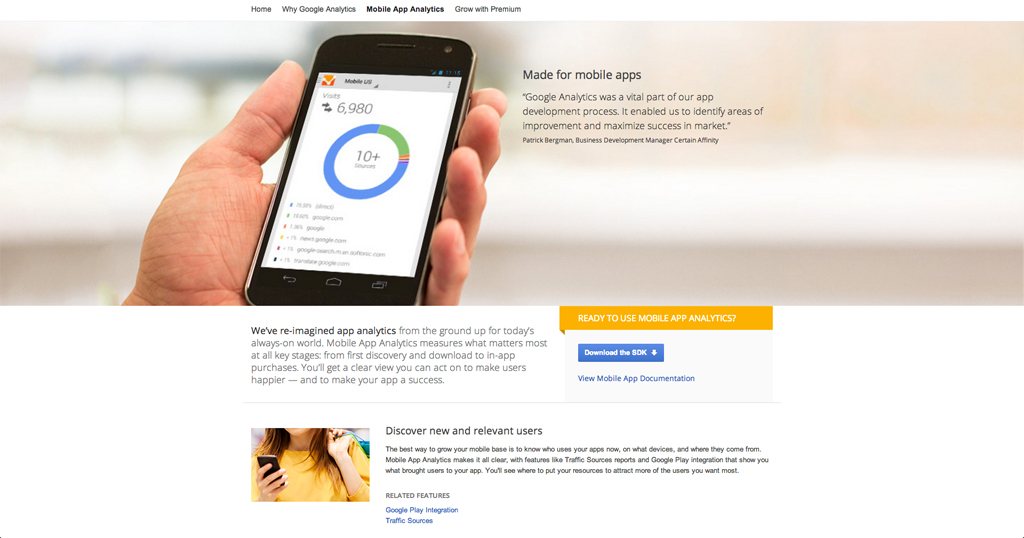 Home Why Google Analytics Mobile App Analytics Grow with Premium
Mobile US
Visits
6,980
10+
Sources
(direct)
google.com
google
< 1% news.google.com
< 1% google-search.m.en.softonic.com
< 1% translate.google.com
Made for mobile apps
“Google Analytics was a vital part of our app
development process. It enabled us to identify areas of
improvement and maximize success in market.”
Patrick Bergman, Business Development Manager Certain Affinity
We’ve re-imagined app analytics from the ground up for today’s
always-on world. Mobile App Analytics measures what matters most
at all key stages: from first discovery and download to in-app
purchases. You’ll get a clear view you can act on to make users
happier — and to make your app a success.
READY TO USE MOBILE APP ANALYTICS?
Download the SDK
View Mobile App Documentation
Discover new and relevant users
The best way to grow your mobile base is to know who uses your apps now, on what devices, and where they come from.
Mobile App Analytics makes it all clear, with features like Traffic Sources reports and Google Play integration that show you
what brought users to your app. You'll see where to put your resources to attract more of the users you want most.
RELATED FEATURES
Google Play Integration
Traffic Sources